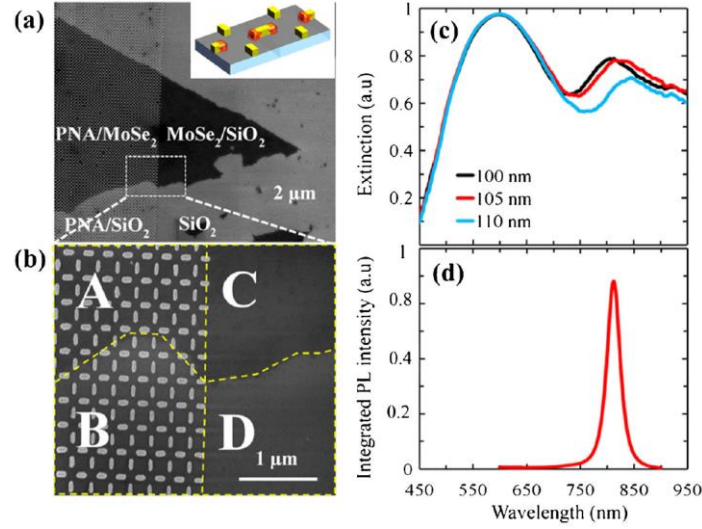 (a)
PNA/MoSe2 MoSe2/SiO2
2 μm
PNA/SiO2 SiO2
(b)
A
C
B
D
1 μm
(c)
Extinction (a.u)
1
0.8
0.6
0.4
0.2
100 nm
105 nm
110 nm
(d)
Integrated PL intensity (a.u)
1
0.8
0.4
0.2
0
450 550 650 750 850 950
Wavelength (nm)